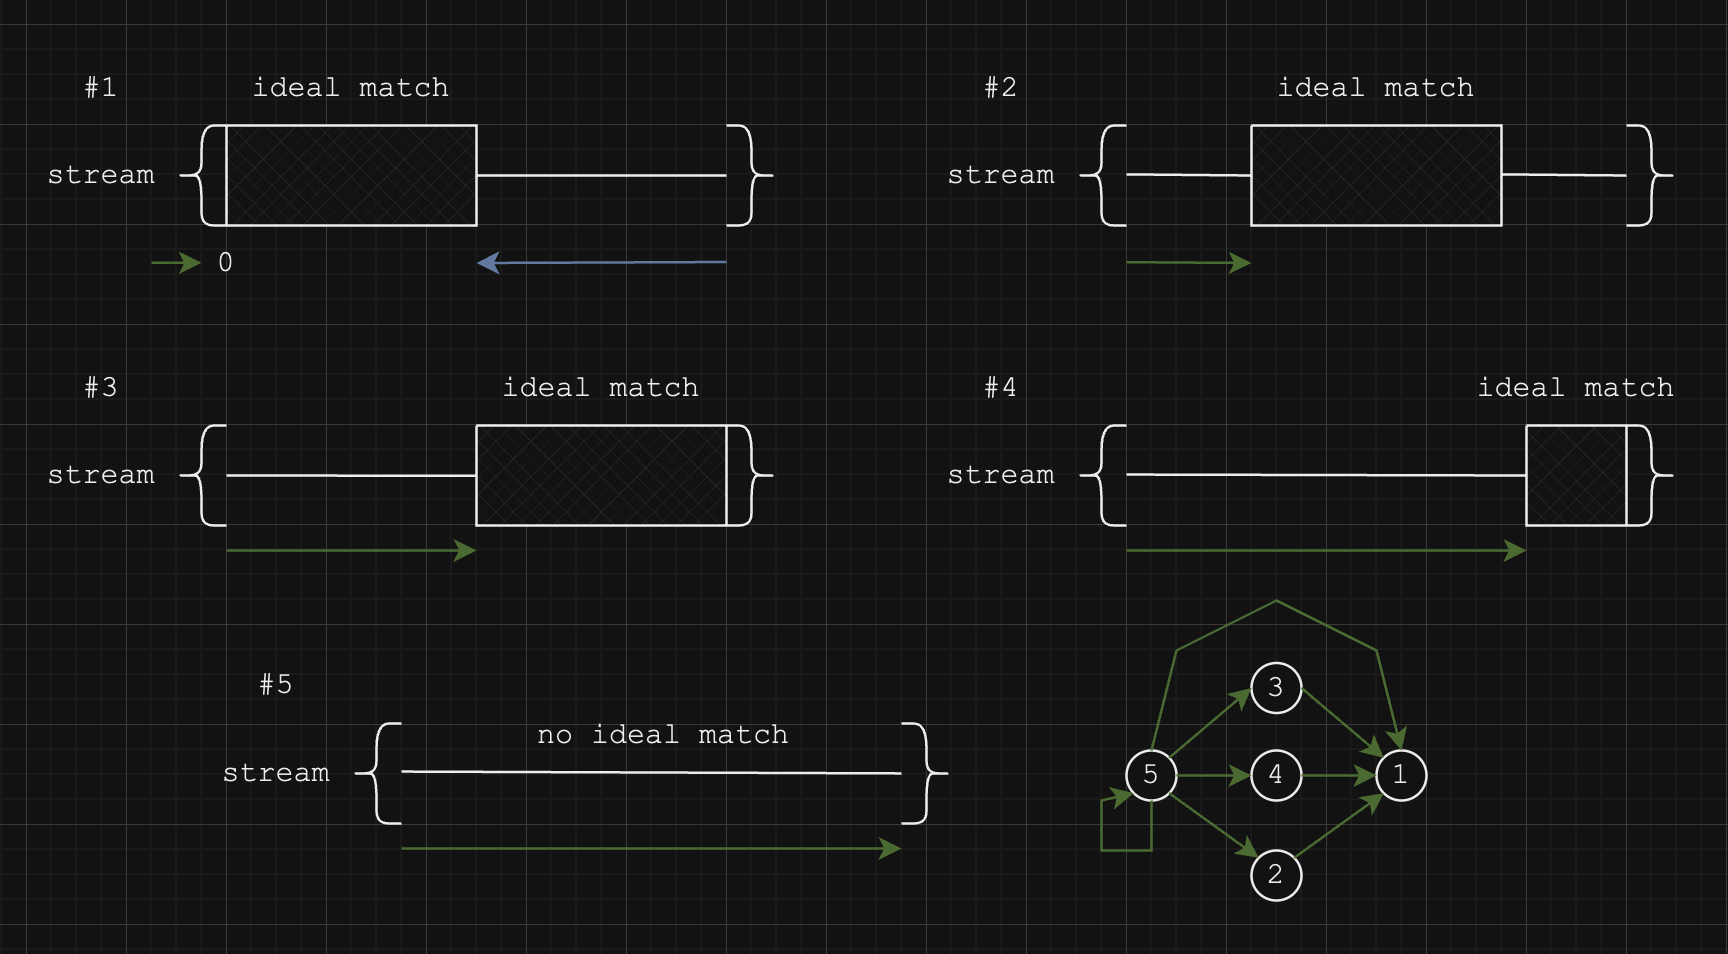 #1
ideal match
stream
0
#2
ideal match
stream
#3
ideal match
stream
#4
ideal match
stream
#5
no ideal match
stream
3
5
4
1
2